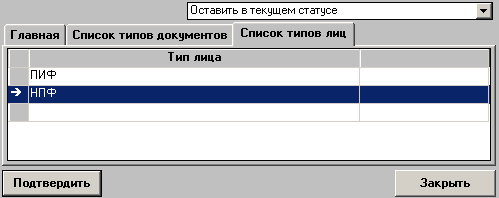 Оставить в текущем статусе
Главная Список типов документов Список типов лиц
Тип лица
ПИФ
НПФ
Подтвердить Закрыть